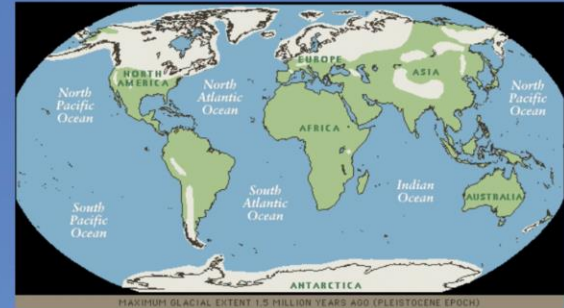 NORTH
AMERICA
EUROPE
ASIA
North
Pacific
Ocean
North
Atlantic
Ocean
North
Pacific
Ocean
AFRICA
South
Pacific
Ocean
South
Atlantic
Ocean
Indian
Ocean
AUSTRALIA
ANTARCTICA
MAXIMUM GLACIAL EXTENT 1.5 MILLION YEARS AGO (PLEISTOCENE EPOCH)